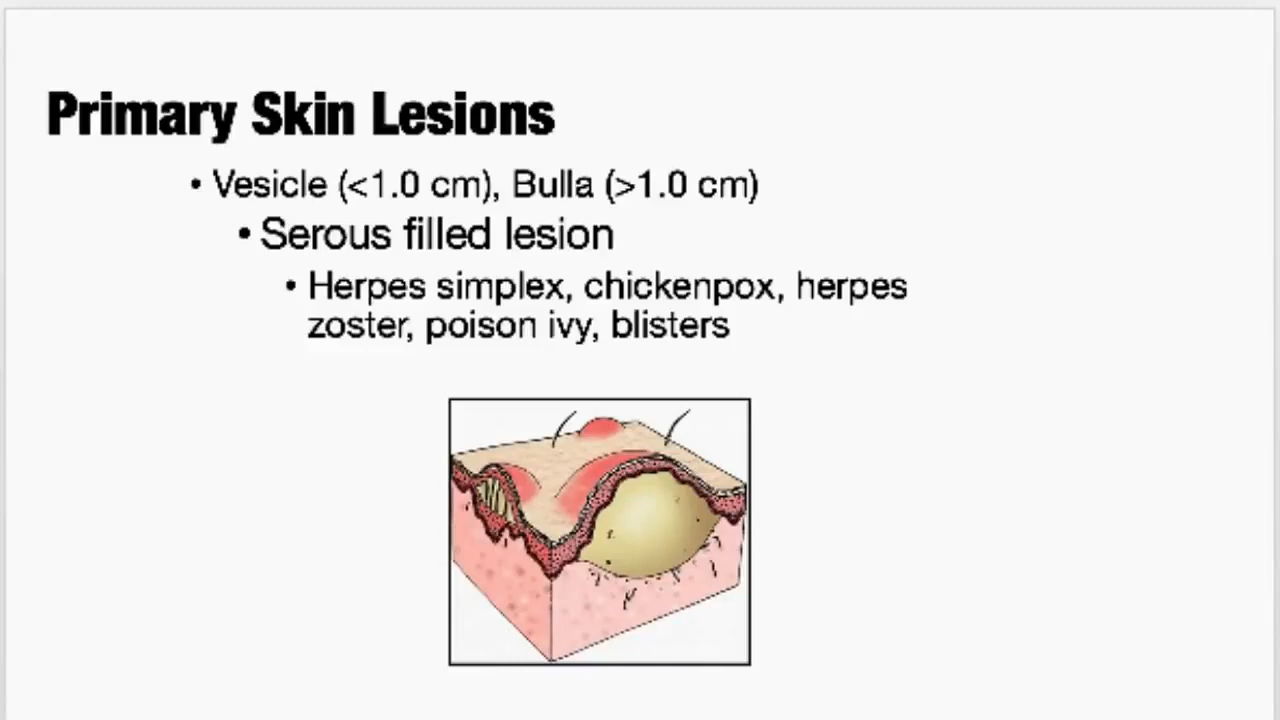 Primary Skin Lesions
• Vesicle (<1.0 cm), Bulla (>1.0 cm)
• Serous filled lesion
• Herpes simplex, chickenpox, herpes
zoster, poison ivy, blisters